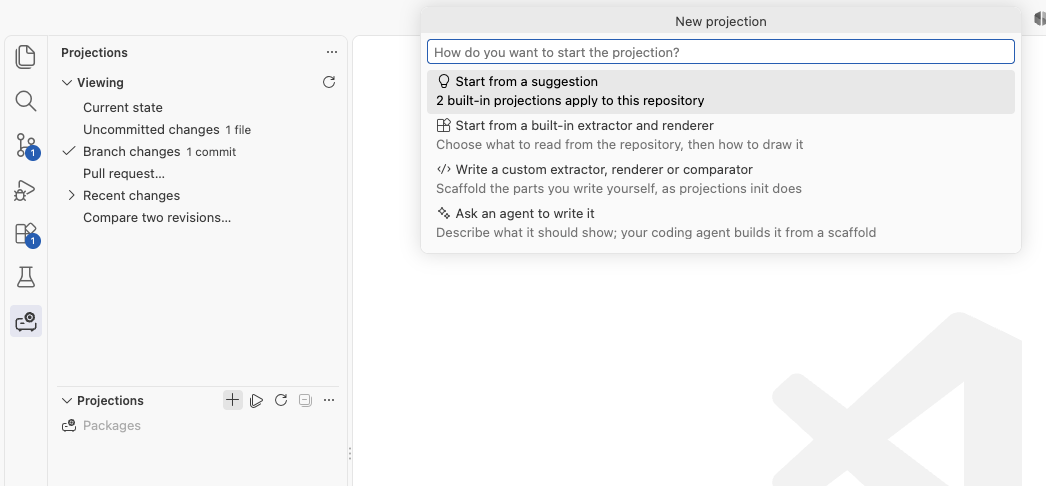 New projection
How do you want to start the projection?
Start from a suggestion
2 built-in projections apply to this repository
Start from a built-in extractor and renderer
Choose what to read from the repository, then how to draw it
Write a custom extractor, renderer or comparator
Scaffold the parts you write yourself, as projections init does
Ask an agent to write it
Describe what it should show; your coding agent builds it from a scaffold
Projections
Viewing
Current state
Uncommitted changes 1 file
Branch changes 1 commit
Pull request...
Recent changes
Compare two revisions...
1
1
Projections
Packages